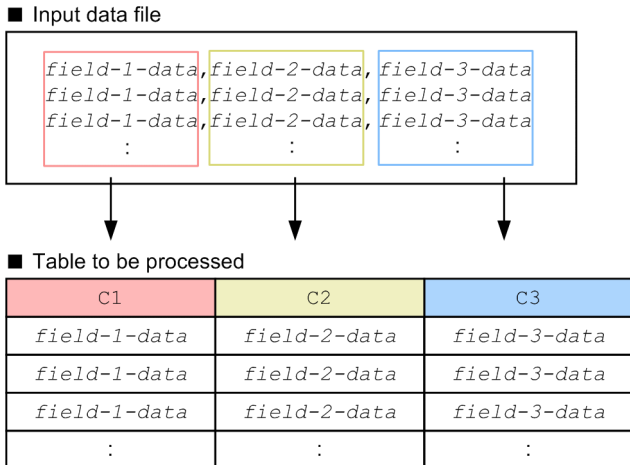 ■ Input data file
field-1-data,field-2-data,field-3-data
field-1-data,field-2-data,field-3-data
field-1-data,field-2-data,field-3-data
: : :
■ Table to be processed
C1 C2 C3
field-1-data field-2-data field-3-data
field-1-data field-2-data field-3-data
field-1-data field-2-data field-3-data
: : :